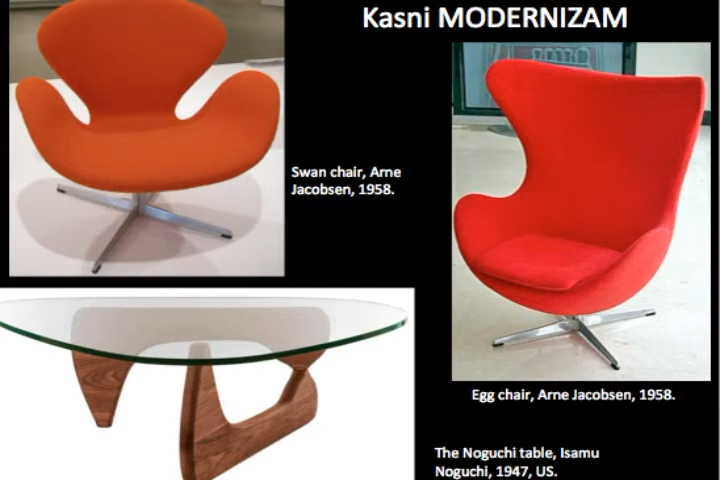 Kasni MODERNIZAM
Swan chair, Arne
Jacobsen, 1958.
Egg chair, Arne Jacobsen, 1958.
The Noguchi table, Isamu
Noguchi, 1947, US.